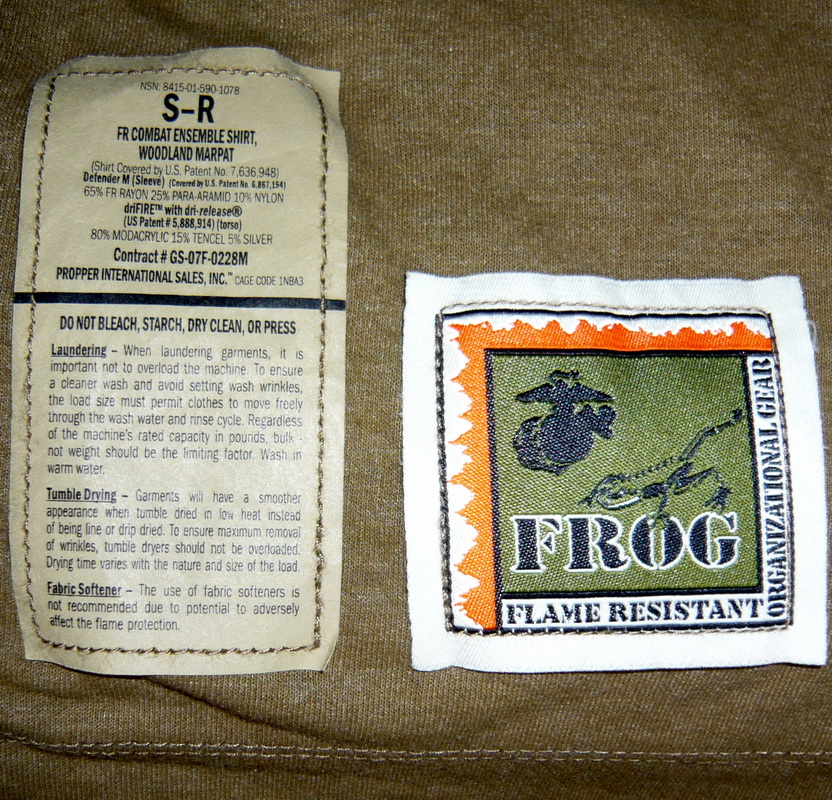 NSN: 8415-01-590-1078
S-R
FR COMBAT ENSEMBLE SHIRT,
WOODLAND MARPAT
(Shirt Covered by U.S. Patent No. 7,636,948)
Defender M (Sleeve) (Covered by U.S. Patent No. 6,867,154)
65% FR RAYON 25% PARA-ARAMID 10% NYLON
driFIRE™ with dri-release®
(US Patent # 5,888,914) (torso)
80% MODACRYLIC 15% TENCEL 5% SILVER
Contract # GS-07F-0228M
PROPPER INTERNATIONAL SALES, INC.™ CAGE CODE 1NBA3
DO NOT BLEACH, STARCH, DRY CLEAN, OR PRESS
Laundering – When laundering garments, it is
important not to overload the machine. To ensure
a cleaner wash and avoid setting wash wrinkles,
the load size must permit clothes to move freely
through the wash water and rinse cycle. Regardless
of the machine's rated capacity in pounds, bulk -
not weight should be the limiting factor. Wash in
warm water.
Tumble Drying – Garments will have a smoother
appearance when tumble dried in low heat instead
of being line or drip dried. To ensure maximum removal
of wrinkles, tumble dryers should not be overloaded.
Drying time varies with the nature and size of the load.
Fabric Softener – The use of fabric softeners is
not recommended due to potential to adversely
affect the flame protection.
FROG
FLAME RESISTANT
ORGANIZATIONAL GEAR